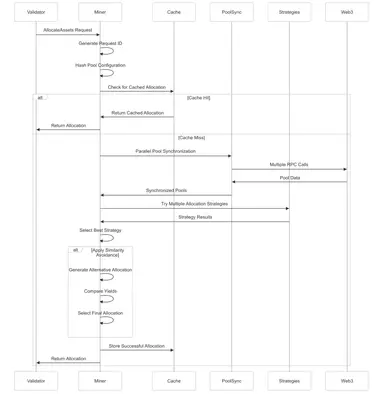 Validator Miner Cache PoolSync Strategies Web3
AllocateAssets Request
Generate Request ID
Hash Pool Configuration
Check for Cached Allocation
alt [Cache Hit]
Return Cached Allocation
Return Allocation
[Cache Miss]
Parallel Pool Synchronization
Multiple RPC Calls
Pool Data
Synchronized Pools
Try Multiple Allocation Strategies
Strategy Results
Select Best Strategy
alt [Apply Similarity
Avoidance]
Generate Alternative Allocation
Compare Yields
Select Final Allocation
Store Successful Allocation
Return Allocation
Validator Miner Cache PoolSync Strategies Web3